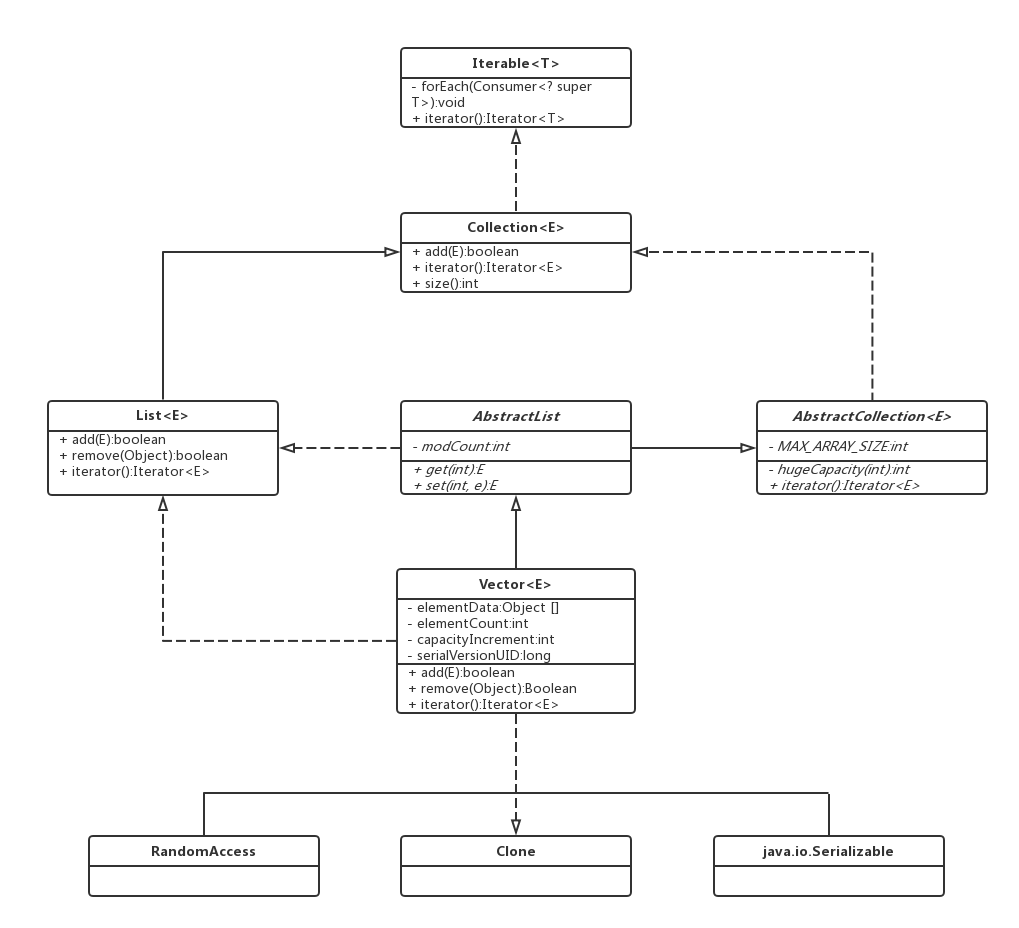 Iterable<T>
- forEach(Consumer<? super
T>):void
+ iterator():Iterator<T>
Collection<E>
+ add(E):boolean
+ iterator():Iterator<E>
+ size():int
List<E>
+ add(E):boolean
+ remove(Object):boolean
+ iterator():Iterator<E>
AbstractList
- modCount:int
+ get(int):E
+ set(int, e):E
AbstractCollection<E>
- MAX_ARRAY_SIZE:int
- hugeCapacity(int):int
+ iterator():Iterator<E>
Vector<E>
- elementData:Object []
- elementCount:int
- capacityIncrement:int
- serialVersionUID:long
+ add(E):boolean
+ remove(Object):Boolean
+ iterator():Iterator<E>
RandomAccess
Clone
java.io.Serializable